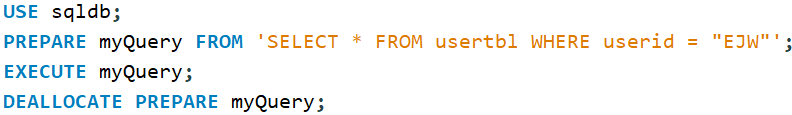 USE sqldb;
PREPARE myQuery FROM 'SELECT * FROM usertbl WHERE userid = "EJW"';
EXECUTE myQuery;
DEALLOCATE PREPARE myQuery;